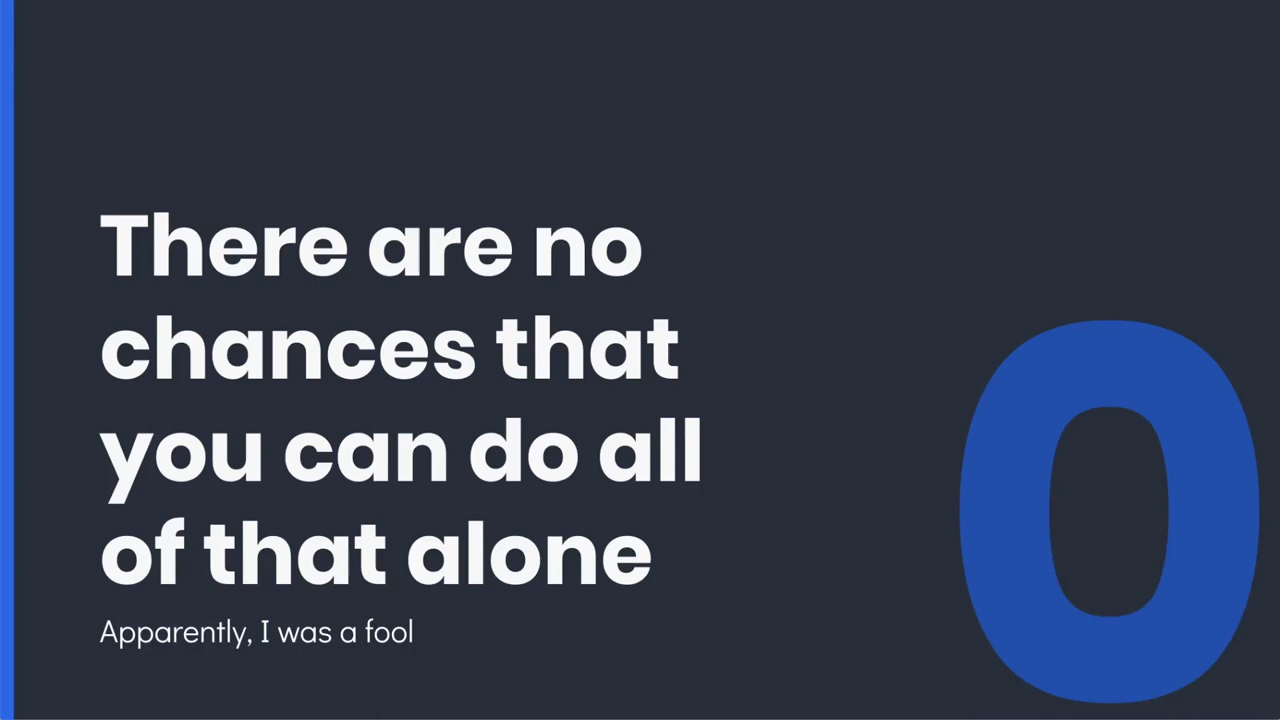 There are no
chances that
you can do all
of that alone
Apparently, I was a fool
0